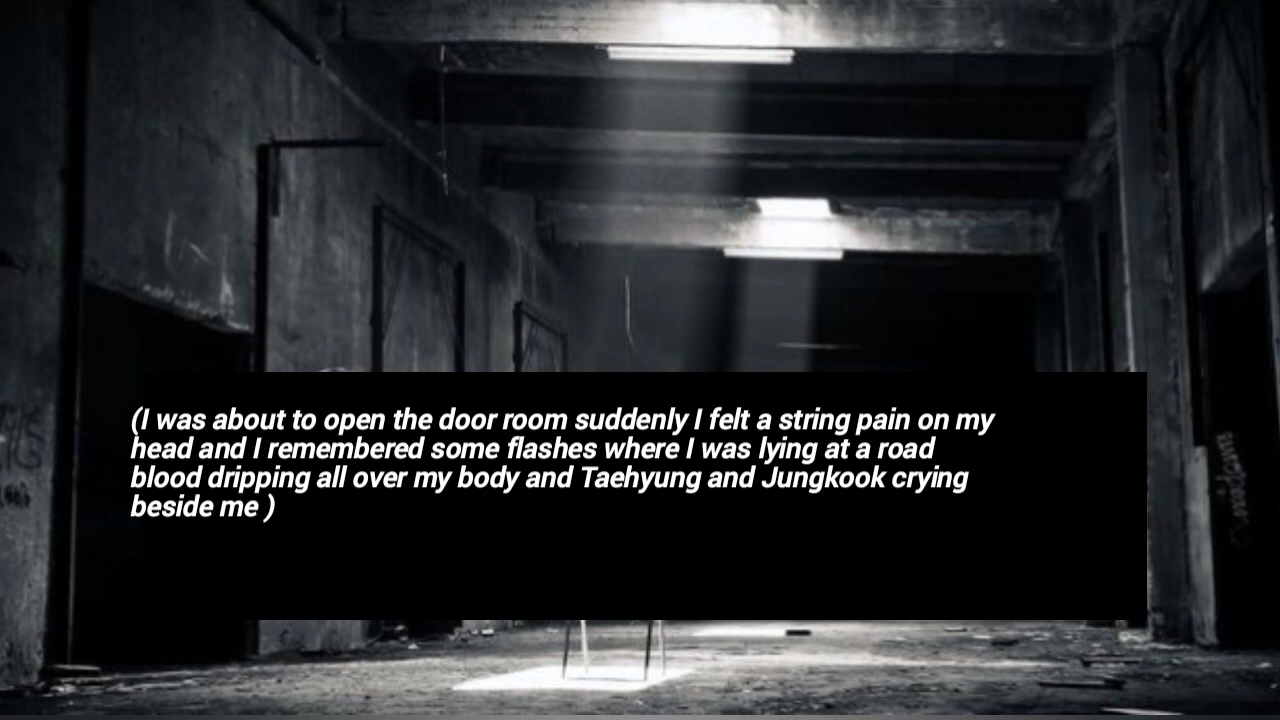 (I was about to open the door room suddenly I felt a string pain on my
head and I remembered some flashes where I was lying at a road
blood dripping all over my body and Taehyung and Jungkook crying
beside me )